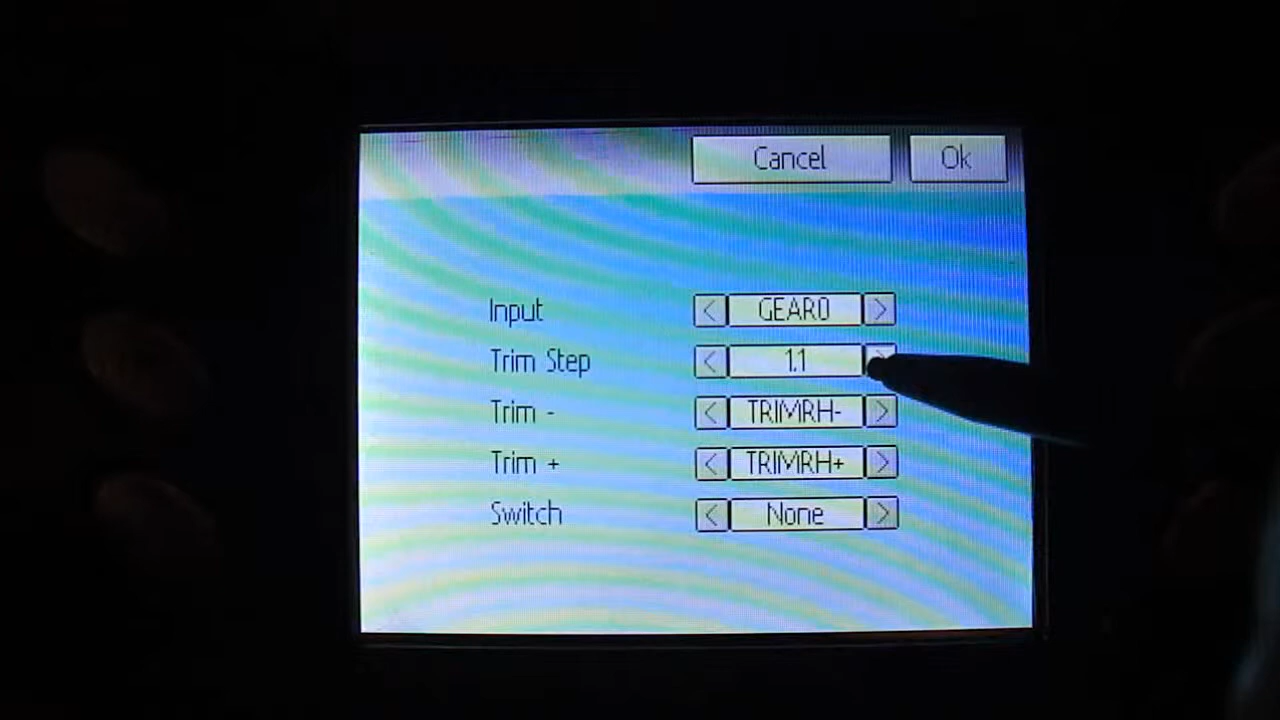 Cancel Ok
Input < GEAR0 >
Trim Step < 1.1 >
Trim - < TRIMRH- >
Trim + < TRIMRH+ >
Switch < None >